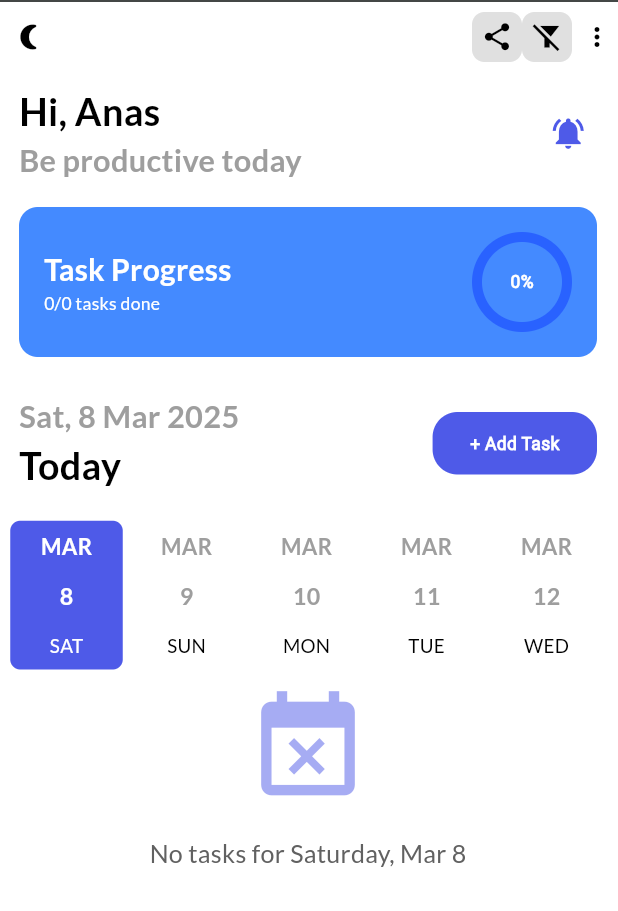 Hi, Anas
Be productive today
Task Progress
0/0 tasks done
0%
Sat, 8 Mar 2025
Today
+ Add Task
MAR MAR MAR MAR MAR
8 9 10 11 12
SAT SUN MON TUE WED
No tasks for Saturday, Mar 8